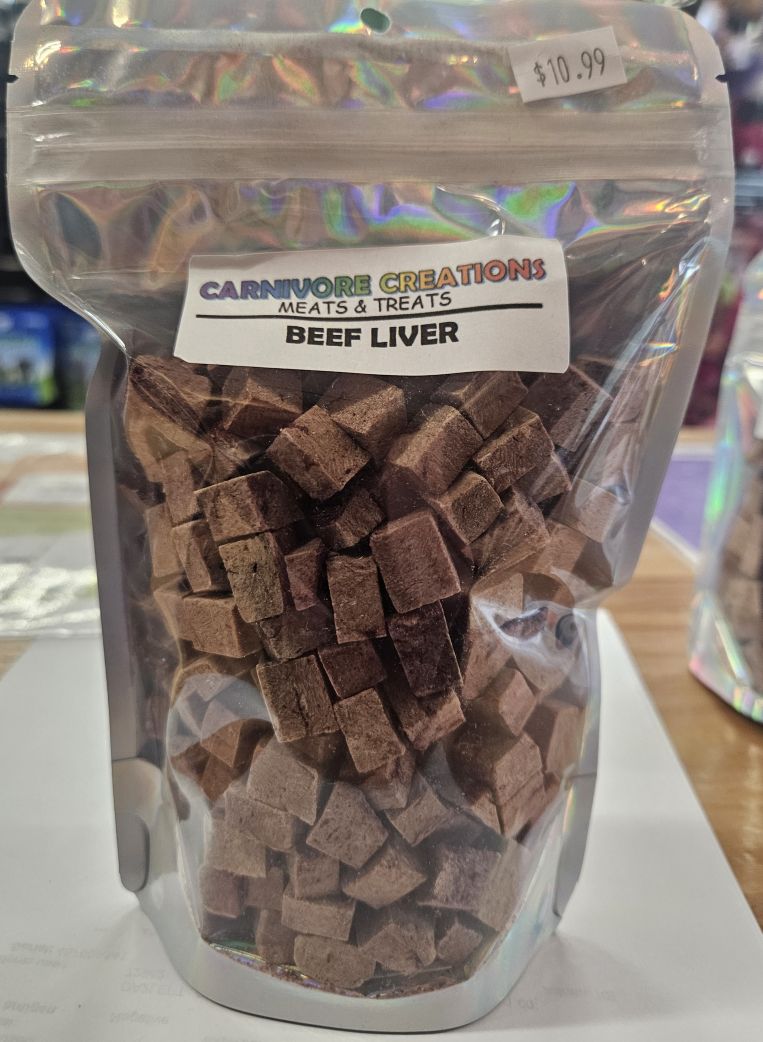 $10.99
CARNIVORE CREATIONS
MEATS & TREATS
BEEF LIVER